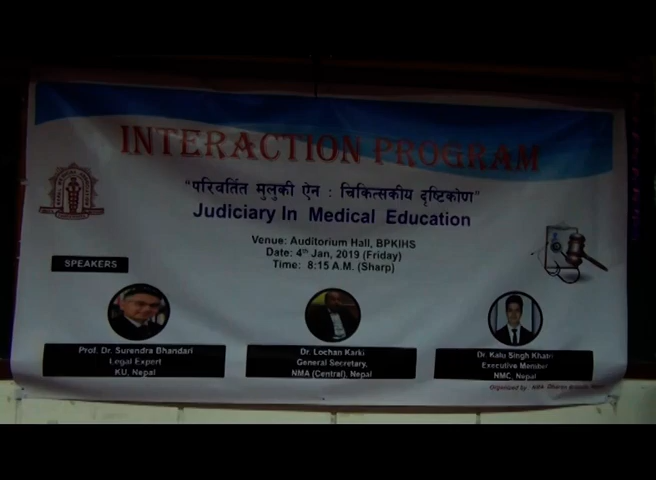 INTERACTION PROGRAM
"परिवर्तित मुलुकी ऐन : चिकित्सकीय दृष्टिकोण"
Judiciary In Medical Education
Venue: Auditorium Hall, BPKIHS
Date: 4th Jan, 2019 (Friday)
Time: 8:15 A.M. (Sharp)
SPEAKERS
Prof. Dr. Surendra Bhandari
Legal Expert
KU, Nepal
Dr. Lochan Karki
General Secretary,
NMA (Central), Nepal
Dr. Kalu Singh Khatri
Executive Member
NMC, Nepal
Organized by: NMA Dharan